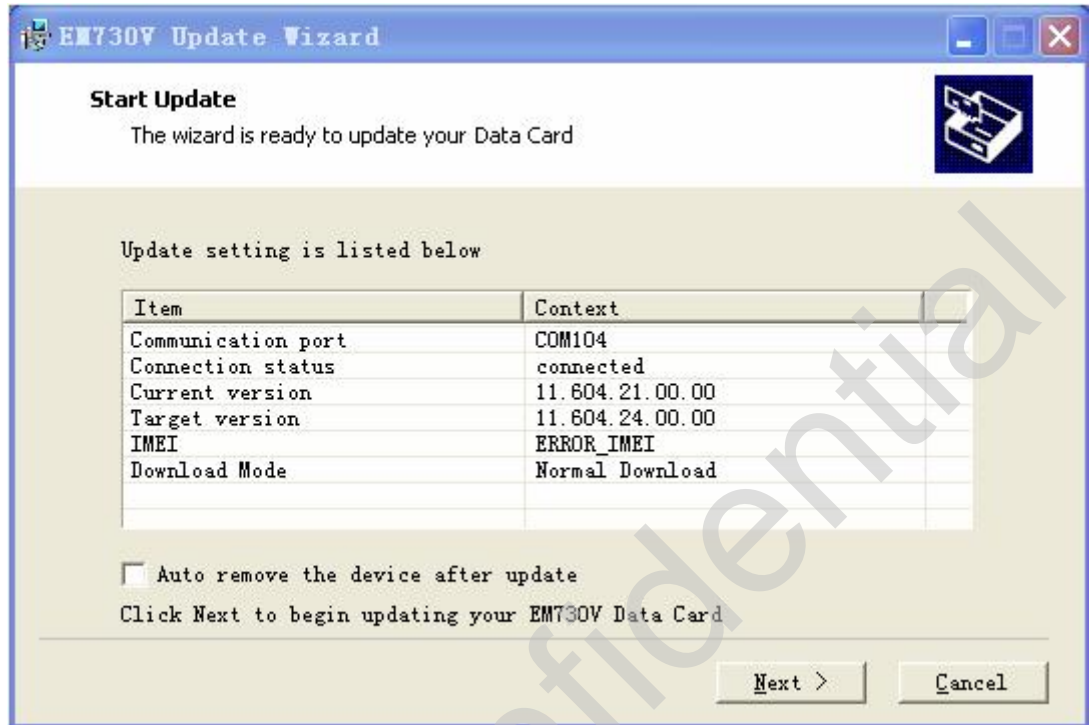 EM730V Update Wizard
Start Update
The wizard is ready to update your Data Card
Update setting is listed below
Item Context
Communication port COM104
Connection status connected
Current version 11.604.21.00.00
Target version 11.604.24.00.00
IMEI ERROR_IMEI
Download Mode Normal Download
Auto remove the device after update
Click Next to begin updating your EM730V Data Card
Next > Cancel
fidential